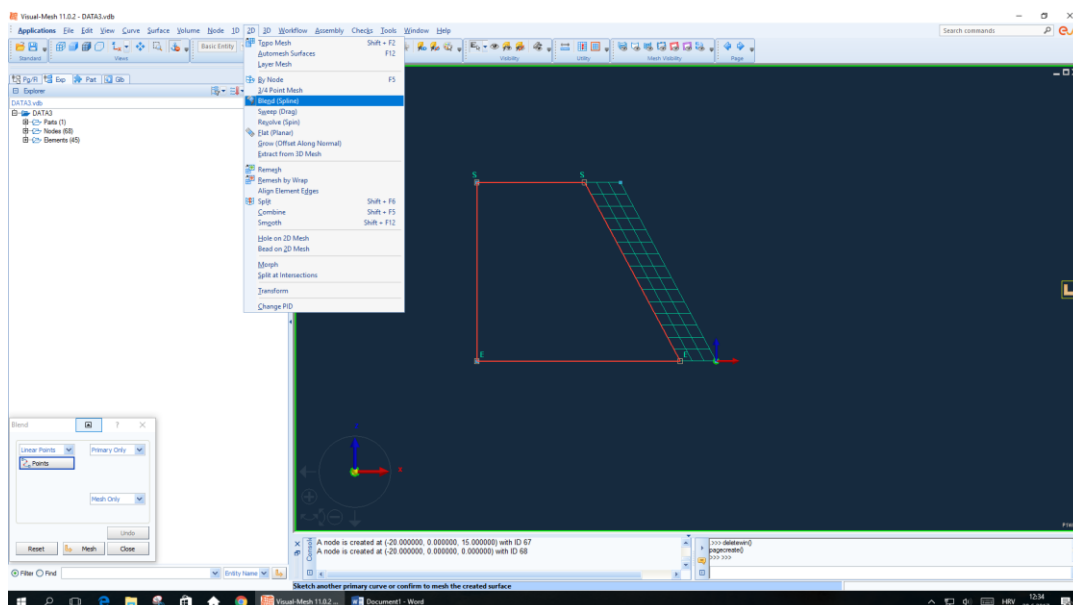 Visual-Mesh 11.0.2 - DATA3.vdb
Applications File Edit View Curve Surface Volume Node 1D 2D 3D Workflow Assembly Checks Tools Window Help
Search commands
Basic Entity
Standard Views Visibility Utility Mesh Visibility Page
Pg/R Exp Part Gb
Explorer
DATA3.vdb
DATA3
Parts (1)
Nodes (68)
Elements (45)
Topo Mesh Shift + F2
Automesh Surfaces F12
Layer Mesh
By Node F5
3/4 Point Mesh
Blend (Spline)
Sweep (Drag)
Revolve (Spin)
Flat (Planar)
Grow (Offset Along Normal)
Extract from 3D Mesh
Remesh
Remesh by Wrap
Align Element Edges
Split Shift + F6
Combine Shift + F5
Smooth Shift + F12
Hole on 2D Mesh
Bead on 2D Mesh
Morph
Split at Intersections
Transform
Change PID
S S
E E
X
Blend ?
Linear Points Primary Only
Points
Mesh Only
Undo
Reset Mesh Close
Filter Find Entity Name
Console
A node is created at (-20.000000, 0.000000, 15.000000) with ID 67
A node is created at (-20.000000, 0.000000, 0.000000) with ID 68
>>> deletewin()
pagecreate()
>>> >>>
Sketch another primary curve or confirm to mesh the created surface
Visual-Mesh 11.0.2 ... Document1 - Word
HRV
12:34